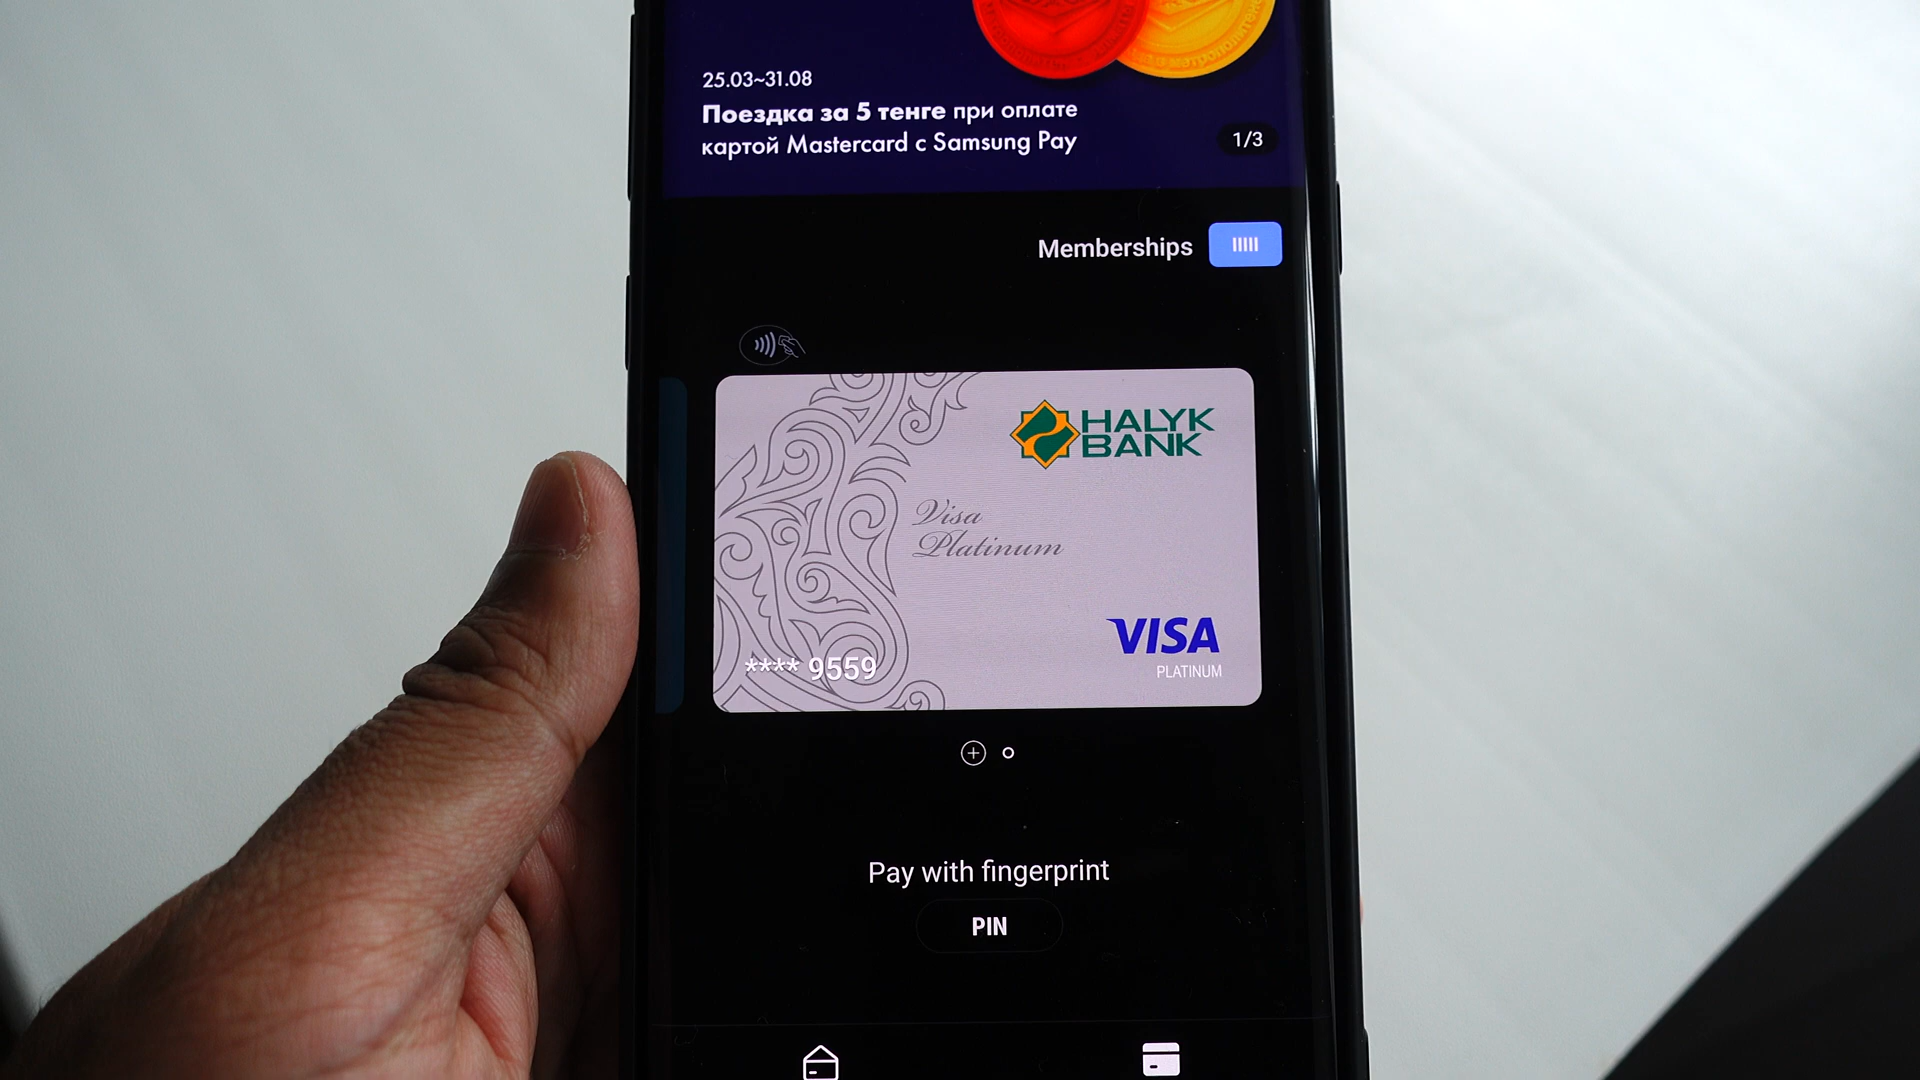 25.03~31.08
Поездка за 5 тенге при оплате
картой Mastercard с Samsung Pay
1/3
Memberships
HALYK
BANK
Visa
Platinum
VISA
**** 9559
PLATINUM
Pay with fingerprint
PIN